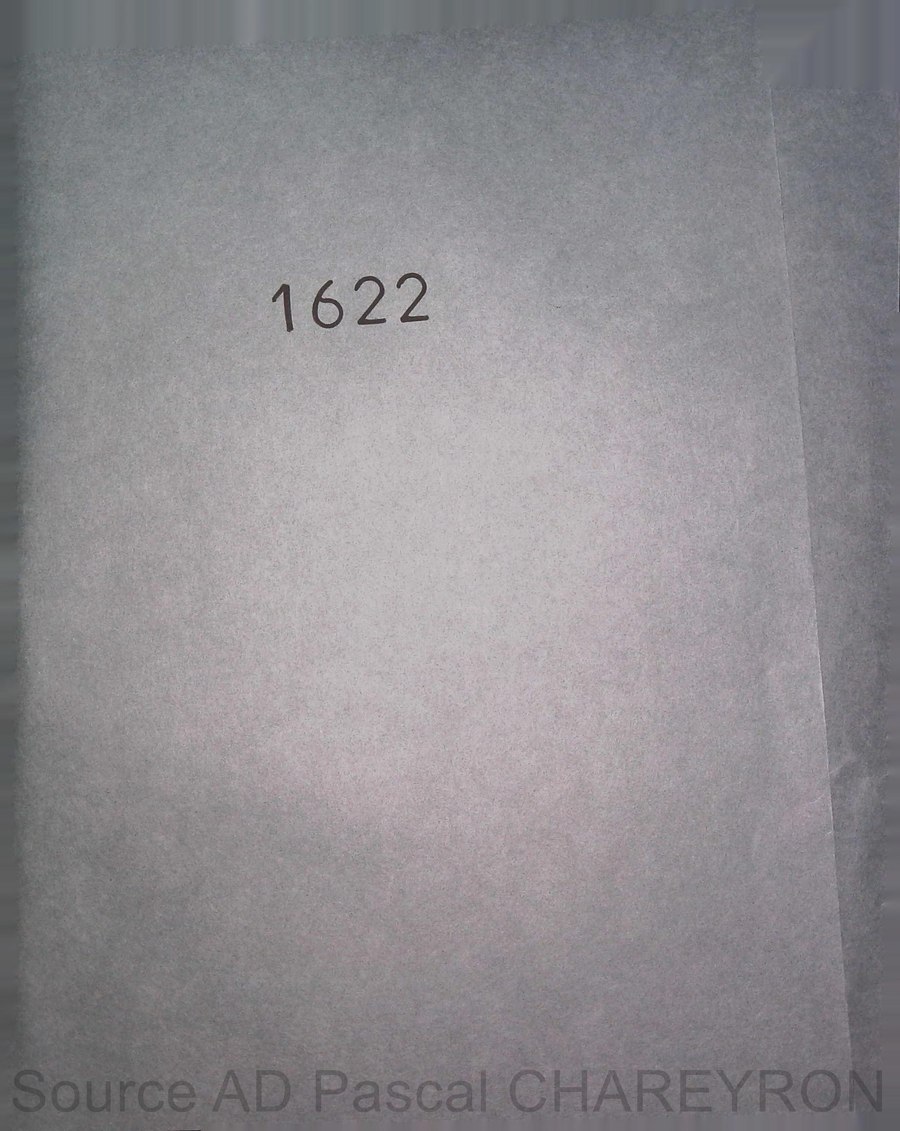 1622
Source AD Pascal CHAREYRON